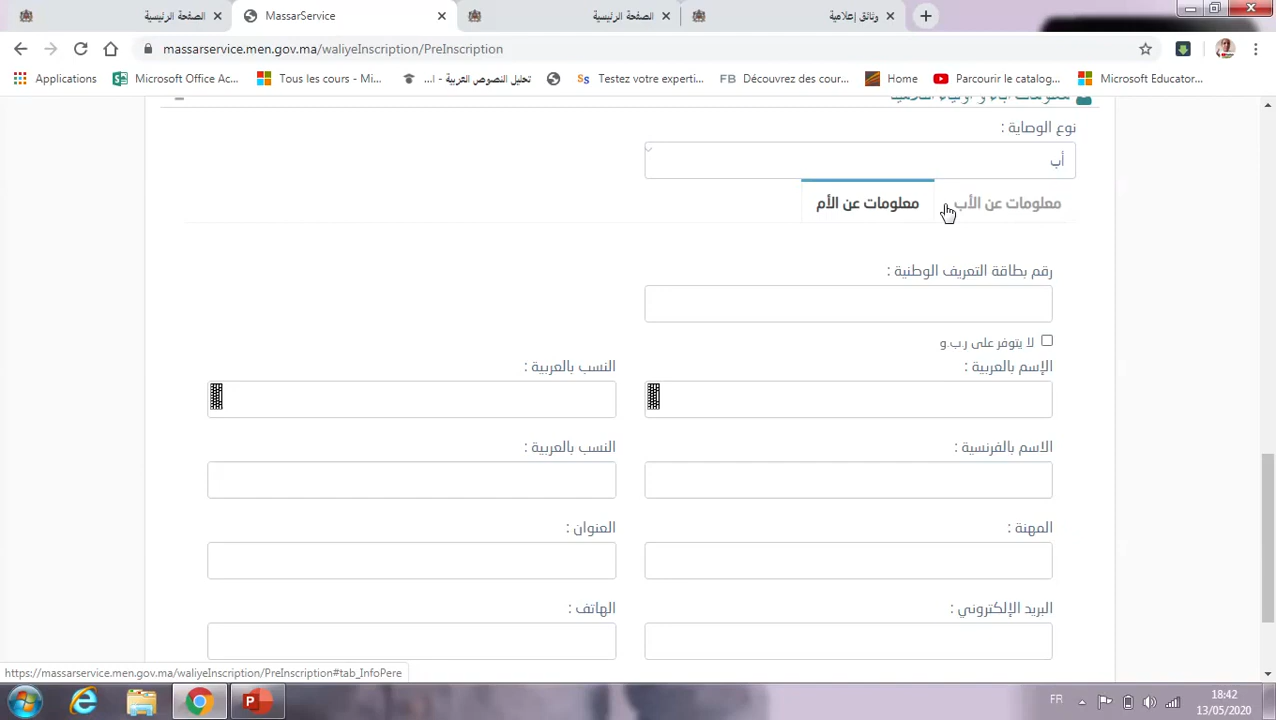 الصفحة الرئيسية
MassarService
الصفحة الرئيسية
وثائق إعلامية
massarservice.men.gov.ma/waliyeInscription/PreInscription
Applications
Microsoft Office Ac...
Tous les cours - Mi...
تحليل النصوص العربية - ا...
Testez votre experti...
FB Découvrez des cour...
Home
Parcourir le catalog...
Microsoft Educator...
معلومات آباء و أولياء التلاميذ
نوع الوصاية :
أب
معلومات عن الأب
معلومات عن الأم
رقم بطاقة التعريف الوطنية :
لا يتوفر على ر.ب.و
الإسم بالعربية :
النسب بالعربية :
الاسم بالفرنسية :
النسب بالعربية :
المهنة :
العنوان :
البريد الإلكتروني :
الهاتف :
https://massarservice.men.gov.ma/waliyeInscription/PreInscription#tab_InfoPere
FR
18:42
13/05/2020